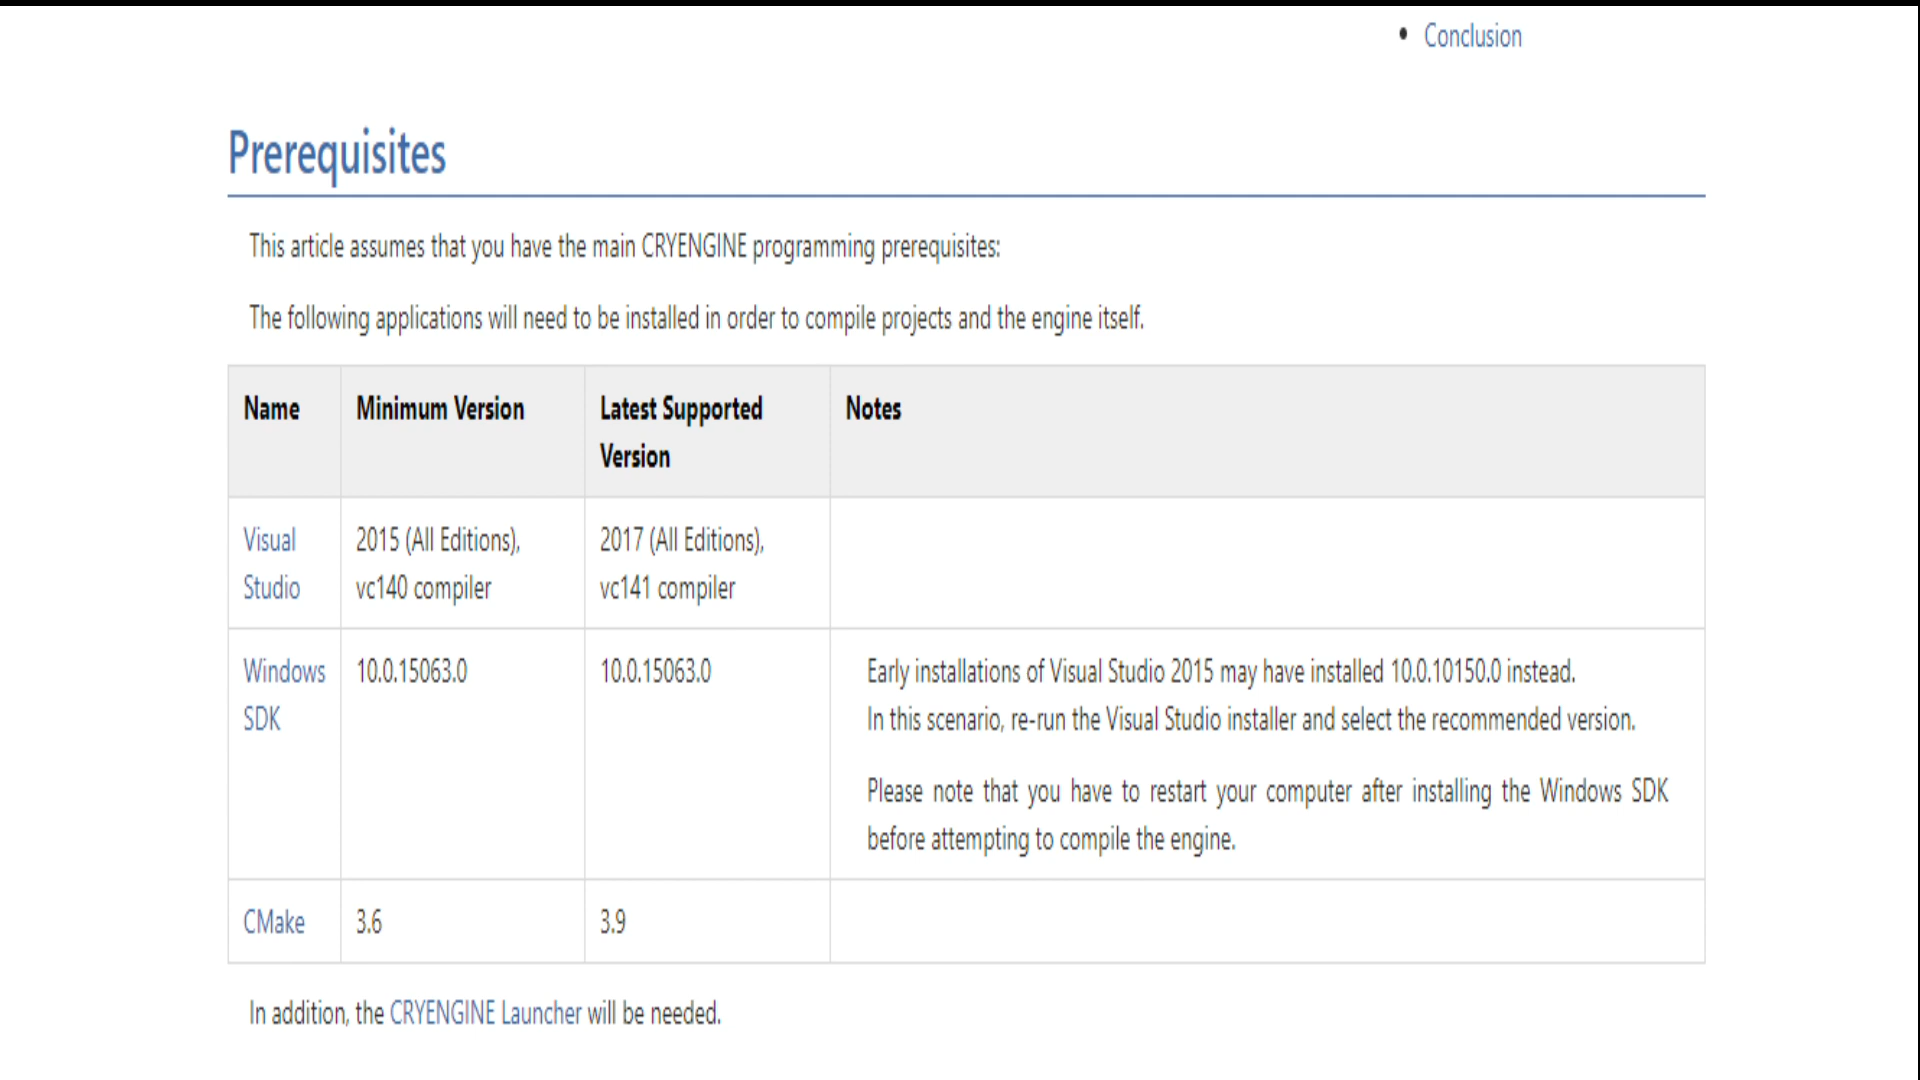 • Conclusion
Prerequisites
This article assumes that you have the main CRYENGINE programming prerequisites:
The following applications will need to be installed in order to compile projects and the engine itself.
Name
Minimum Version
Latest Supported
Version
Notes
Visual
Studio
2015 (All Editions),
vc140 compiler
2017 (All Editions),
vc141 compiler
Windows
SDK
10.0.15063.0
10.0.15063.0
Early installations of Visual Studio 2015 may have installed 10.0.10150.0 instead.
In this scenario, re-run the Visual Studio installer and select the recommended version.
Please note that you have to restart your computer after installing the Windows SDK
before attempting to compile the engine.
CMake
3.6
3.9
In addition, the CRYENGINE Launcher will be needed.